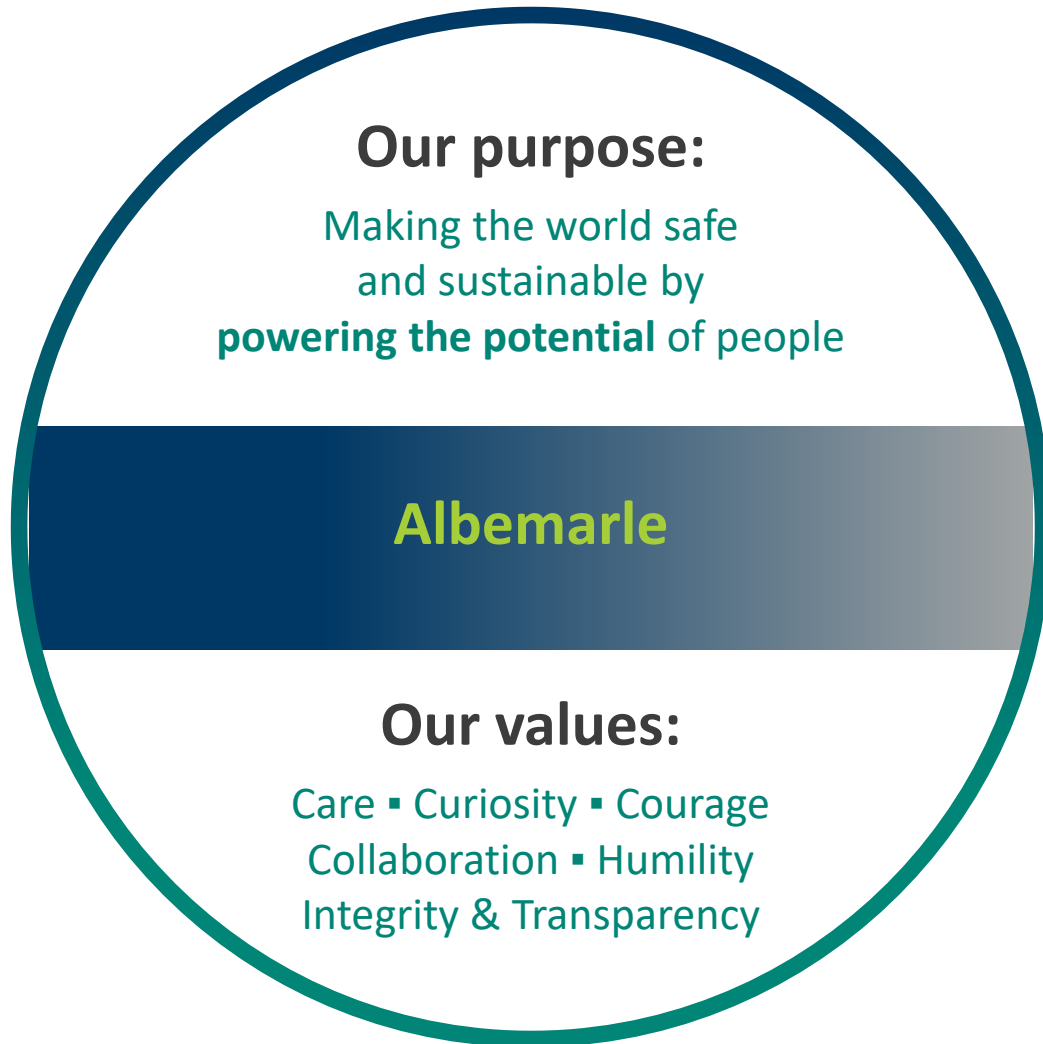 Our purpose:
Making the world safe
and sustainable by
powering the potential of people
Albemarle
Our values:
Care ▪ Curiosity ▪ Courage
Collaboration ▪ Humility
Integrity & Transparency